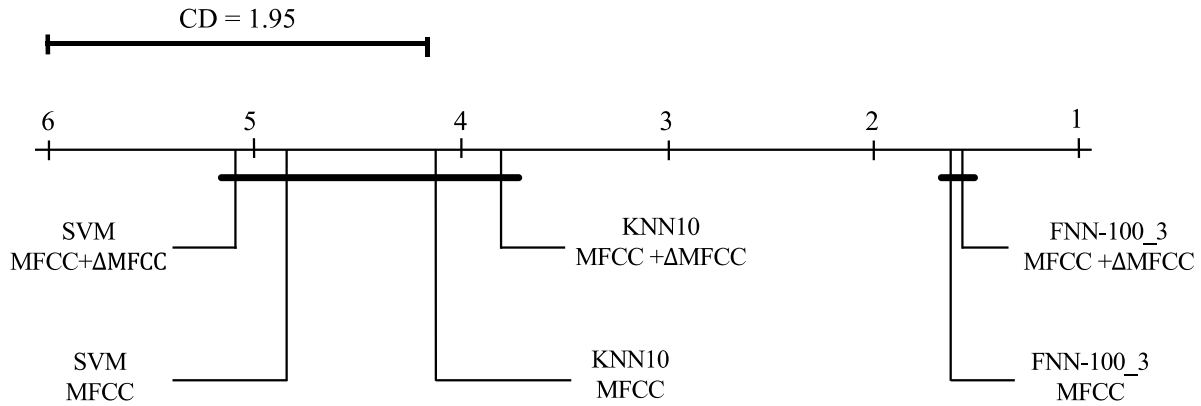 CD = 1.95
6 5 4 3 2 1
SVM
MFCC+ΔMFCC
KNN10
MFCC +ΔMFCC
FNN-100_3
MFCC +ΔMFCC
SVM
MFCC
KNN10
MFCC
FNN-100_3
MFCC